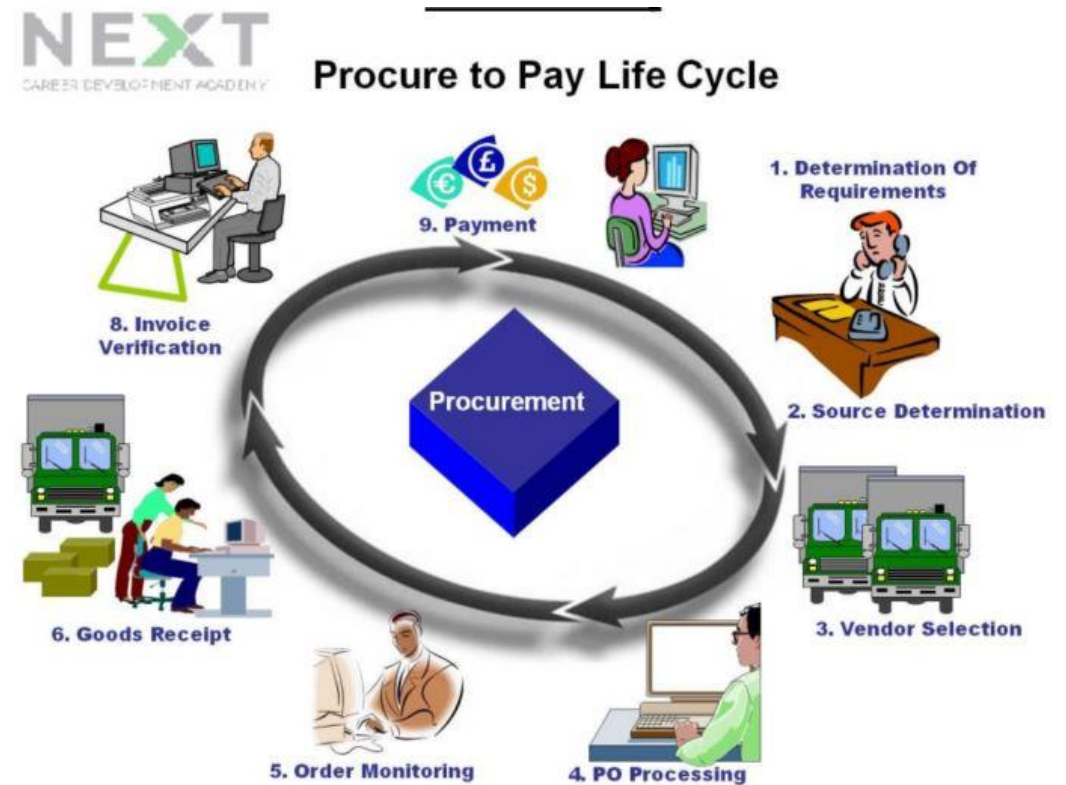 NEXT
CAREER DEVELOPMENT ACADEMY
Procure to Pay Life Cycle
1. Determination Of
Requirements
9. Payment
8. Invoice
Verification
Procurement
2. Source Determination
6. Goods Receipt
3. Vendor Selection
5. Order Monitoring
4. PO Processing